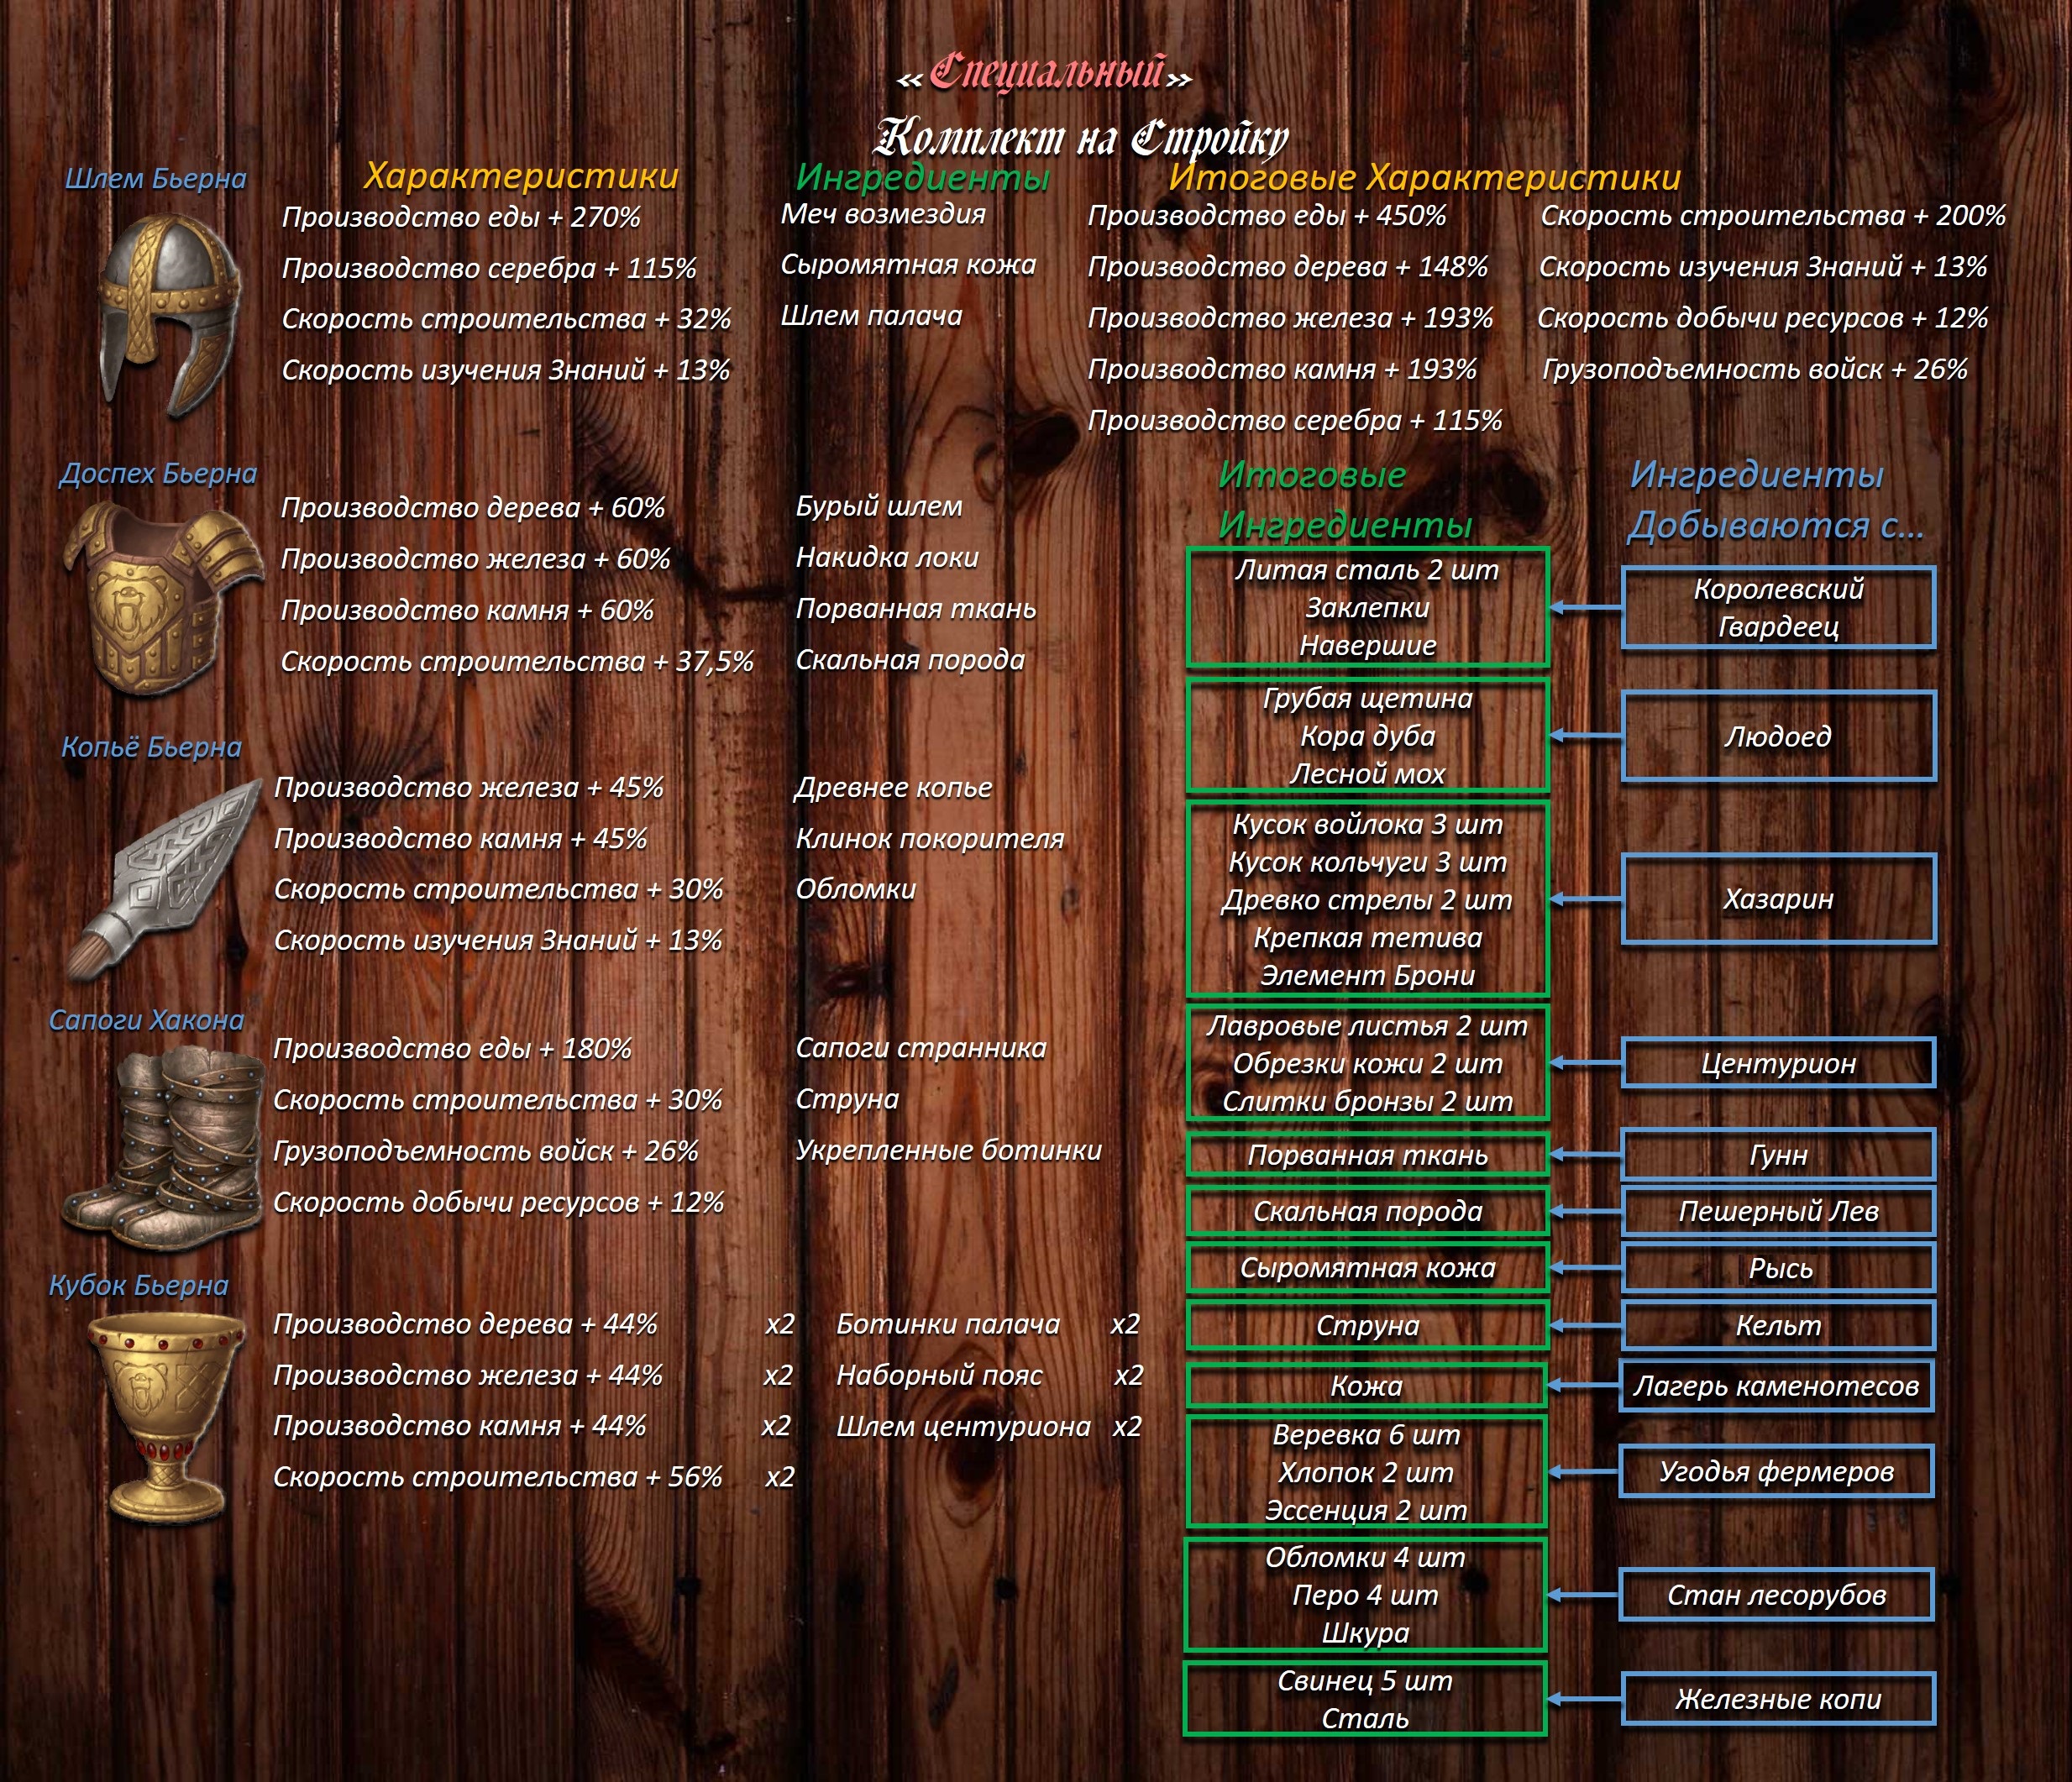 «Специальный»
Комплект на Стройку
Шлем Бьерна
Характеристики
Производство еды + 270%
Производство серебра + 115%
Скорость строительства + 32%
Скорость изучения Знаний + 13%
Ингредиенты
Меч возмездия
Сыромятная кожа
Шлем палача
Итоговые Характеристики
Производство еды + 450%
Производство дерева + 148%
Производство железа + 193%
Производство камня + 193%
Производство серебра + 115%
Скорость строительства + 200%
Скорость изучения Знаний + 13%
Скорость добычи ресурсов + 12%
Грузоподъемность войск + 26%
Доспех Бьерна
Производство дерева + 60%
Производство железа + 60%
Производство камня + 60%
Скорость строительства + 37,5%
Бурый шлем
Накидка локи
Порванная ткань
Скальная порода
Копьё Бьерна
Производство железа + 45%
Производство камня + 45%
Скорость строительства + 30%
Скорость изучения Знаний + 13%
Древнее копье
Клинок покорителя
Обломки
Сапоги Хакона
Производство еды + 180%
Скорость строительства + 30%
Грузоподъемность войск + 26%
Скорость добычи ресурсов + 12%
Сапоги странника
Струна
Укрепленные ботинки
Кубок Бьерна
Производство дерева + 44% x2
Производство железа + 44% x2
Производство камня + 44% x2
Скорость строительства + 56% x2
Ботинки палача x2
Наборный пояс x2
Шлем центуриона x2
Итоговые
Ингредиенты
Ингредиенты
Добываются с...
Литая сталь 2 шт
Заклепки
Навершие
Королевский
Гвардеец
Грубая щетина
Кора дуба
Лесной мох
Людоед
Кусок войлока 3 шт
Кусок кольчуги 3 шт
Древко стрелы 2 шт
Крепкая тетива
Элемент Брони
Хазарин
Лавровые листья 2 шт
Обрезки кожи 2 шт
Слитки бронзы 2 шт
Центурион
Порванная ткань
Гунн
Скальная порода
Пешерный Лев
Сыромятная кожа
Рысь
Струна
Кельт
Кожа
Лагерь каменотесов
Веревка 6 шт
Хлопок 2 шт
Эссенция 2 шт
Угодья фермеров
Обломки 4 шт
Перо 4 шт
Шкура
Стан лесорубов
Свинец 5 шт
Сталь
Железные копи